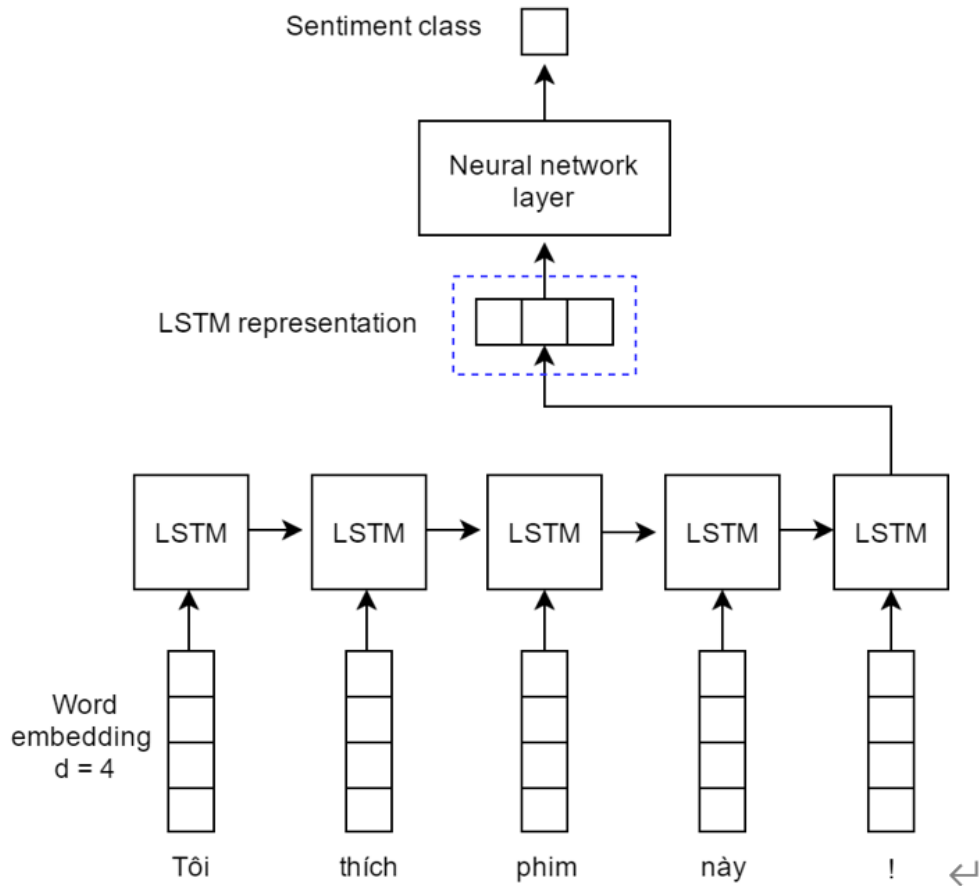 Sentiment class
Neural network
layer
LSTM representation
LSTM LSTM LSTM LSTM LSTM
Word
embedding
d = 4
Tôi thích phim này !